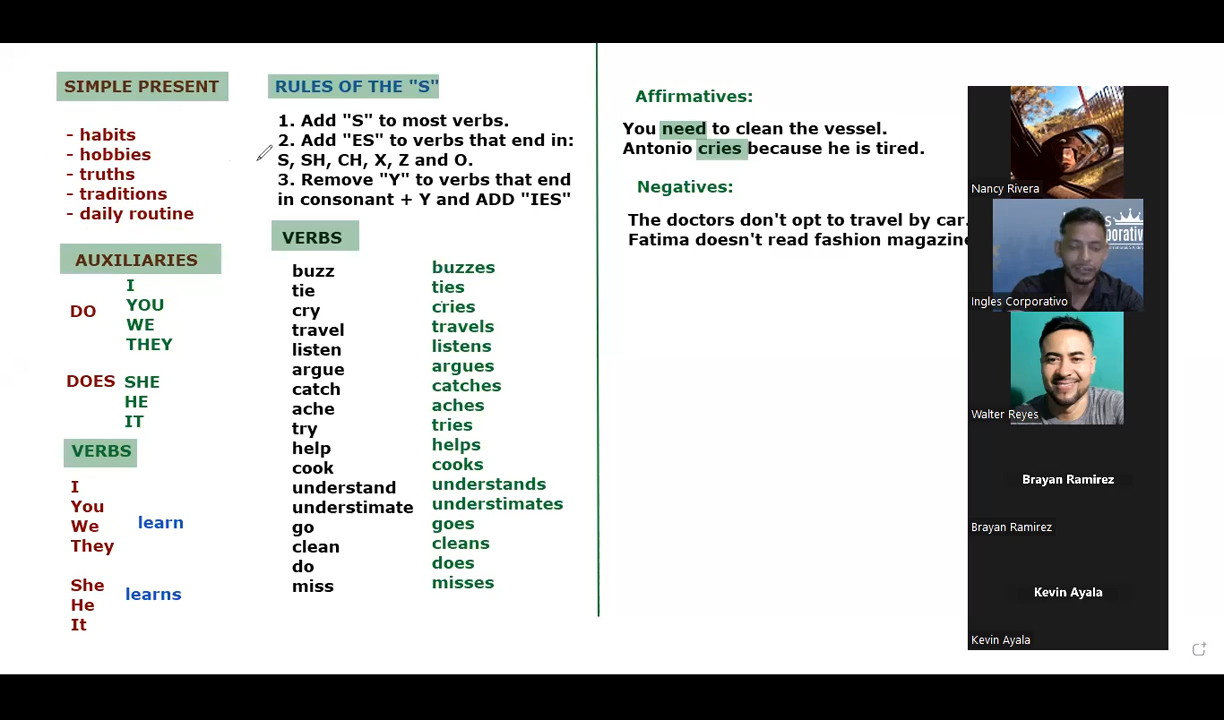 SIMPLE PRESENT
- habits
- hobbies
- truths
- traditions
- daily routine
AUXILIARIES
DO
I
YOU
WE
THEY
DOES
SHE
HE
IT
VERBS
I
You
We
They
learn
She
He
It
learns
RULES OF THE "S"
1. Add "S" to most verbs.
2. Add "ES" to verbs that end in:
S, SH, CH, X, Z and O.
3. Remove "Y" to verbs that end
in consonant + Y and ADD "IES"
VERBS
buzz buzzes
tie ties
cry cries
travel travels
listen listens
argue argues
catch catches
ache aches
try tries
help helps
cook cooks
understand understands
understimate understimates
go goes
clean cleans
do does
miss misses
Affirmatives:
You need to clean the vessel.
Antonio cries because he is tired.
Negatives:
The doctors don't opt to travel by car.
Fatima doesn't read fashion magazine
Nancy Rivera
Ingles Corporativo
Walter Reyes
Brayan Ramirez
Brayan Ramirez
Kevin Ayala
Kevin Ayala